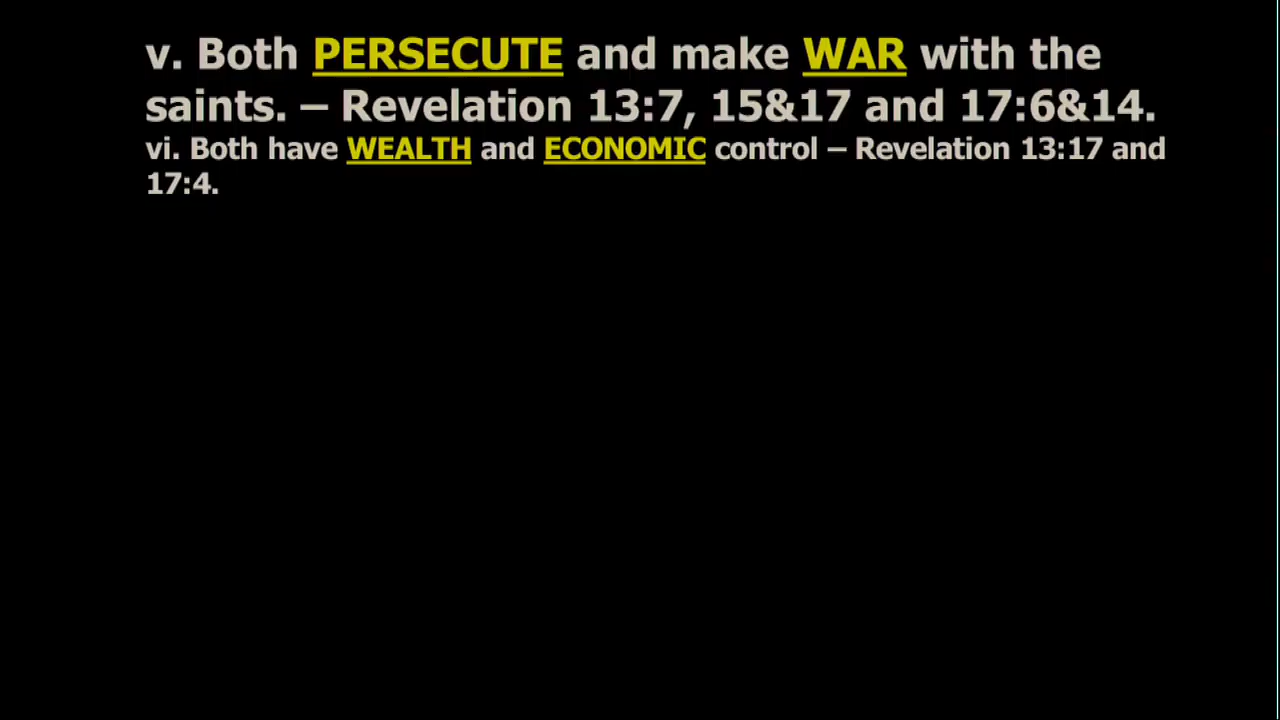 v. Both PERSECUTE and make WAR with the
saints. – Revelation 13:7, 15&17 and 17:6&14.
vi. Both have WEALTH and ECONOMIC control – Revelation 13:17 and
17:4.